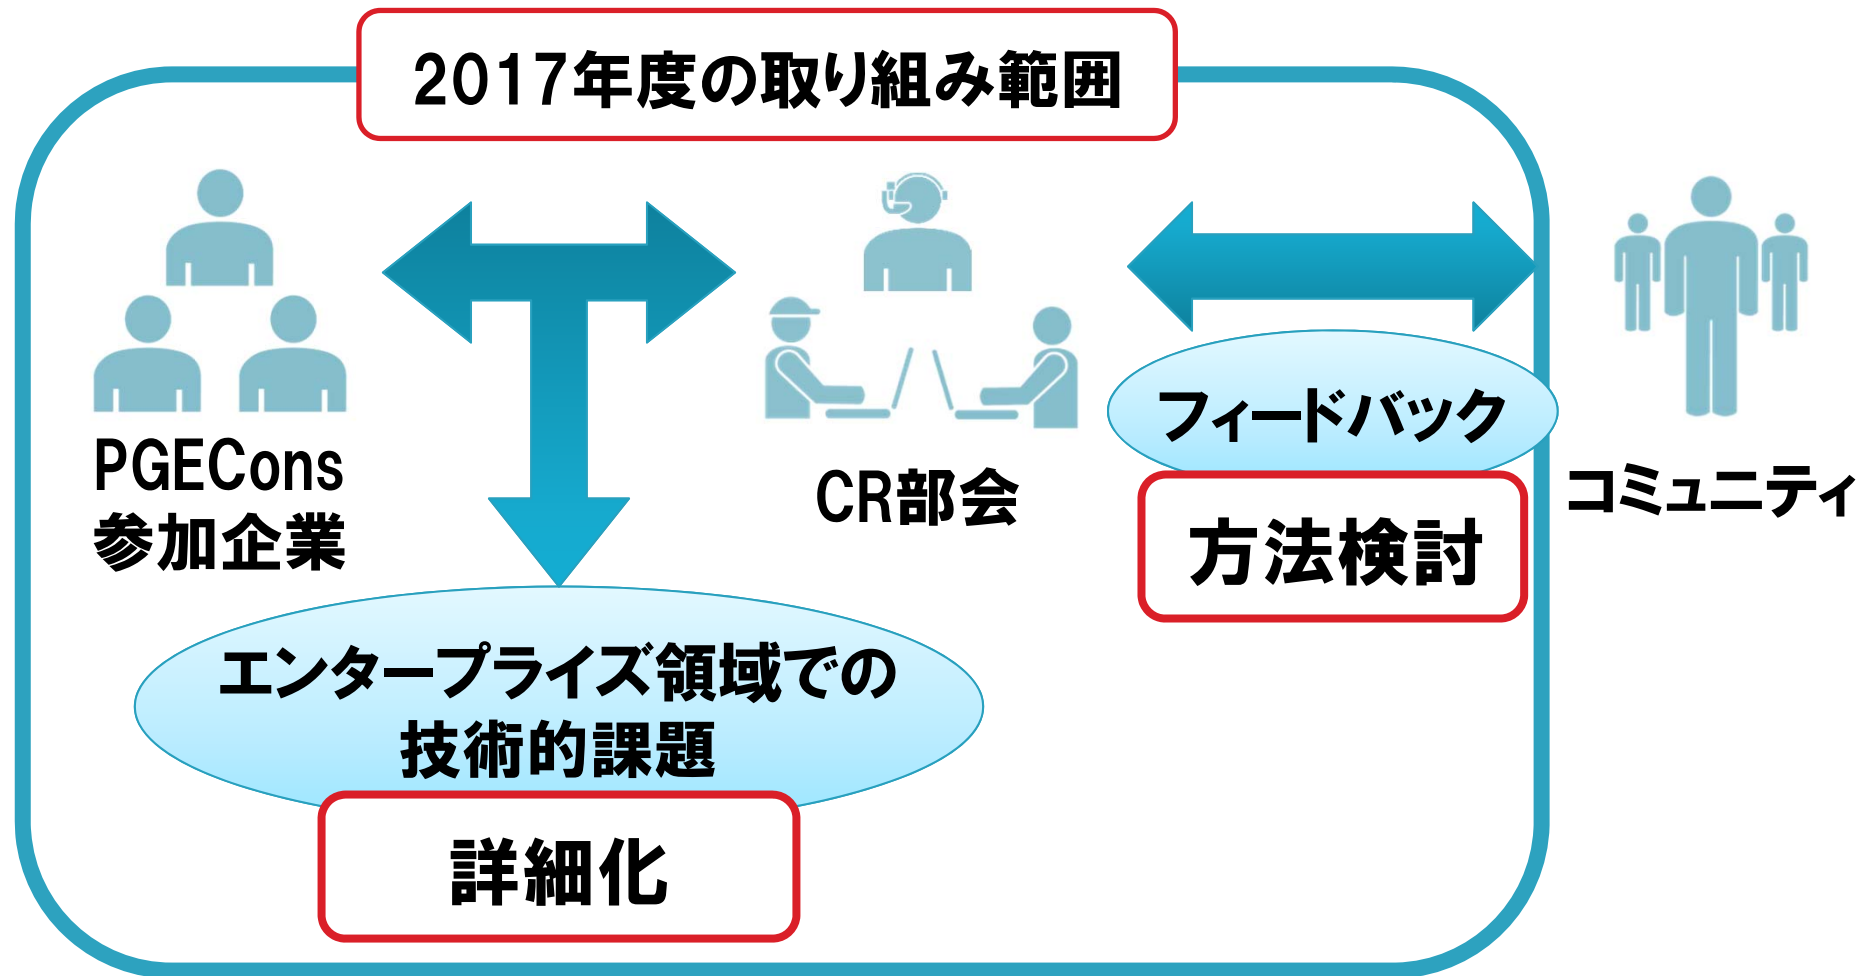 2017年度の取り組み範囲
PGECons
参加企業
CR部会
フィードバック
方法検討
コミュニティ
エンタープライズ領域での
技術的課題
詳細化